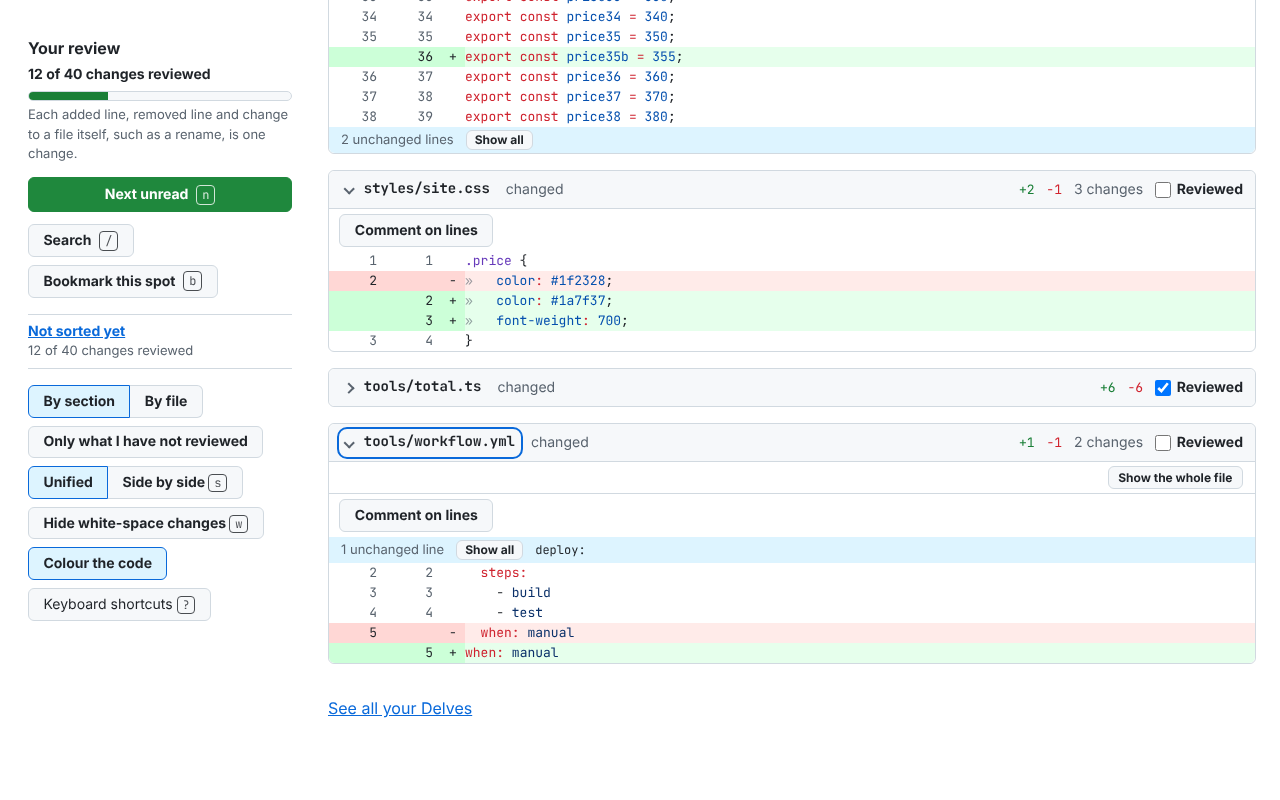 Your review
12 of 40 changes reviewed
Each added line, removed line and change
to a file itself, such as a rename, is one
change.
Next unread n
Search /
Bookmark this spot b
Not sorted yet
12 of 40 changes reviewed
By section By file
Only what I have not reviewed
Unified Side by side s
Hide white-space changes w
Colour the code
Keyboard shortcuts ?
34 34 export const price34 = 340;
35 35 export const price35 = 350;
36 + export const price35b = 355;
36 37 export const price36 = 360;
37 38 export const price37 = 370;
38 39 export const price38 = 380;
2 unchanged lines Show all
styles/site.css changed +2 -1 3 changes Reviewed
Comment on lines
1 1 .price {
2 - » color: #1f2328;
2 + » color: #1a7f37;
3 + » font-weight: 700;
3 4 }
tools/total.ts changed +6 -6 Reviewed
tools/workflow.yml changed +1 -1 2 changes Reviewed
Show the whole file
Comment on lines
1 unchanged line Show all deploy:
2 2 steps:
3 3 - build
4 4 - test
5 - when: manual
5 + when: manual
See all your Delves